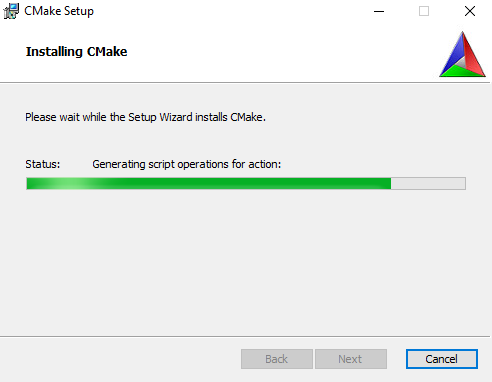 CMake Setup
Installing CMake
Please wait while the Setup Wizard installs CMake.
Status: Generating script operations for action:
Back Next Cancel